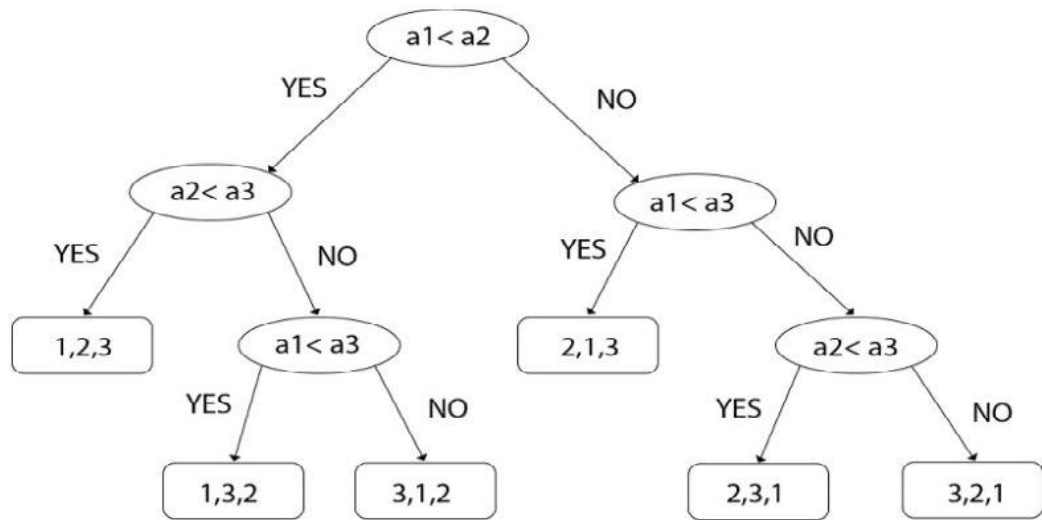 a1< a2
YES
NO
a2< a3
a1< a3
YES
NO
YES
NO
1,2,3
a1< a3
2,1,3
a2< a3
YES
NO
YES
NO
1,3,2
3,1,2
2,3,1
3,2,1